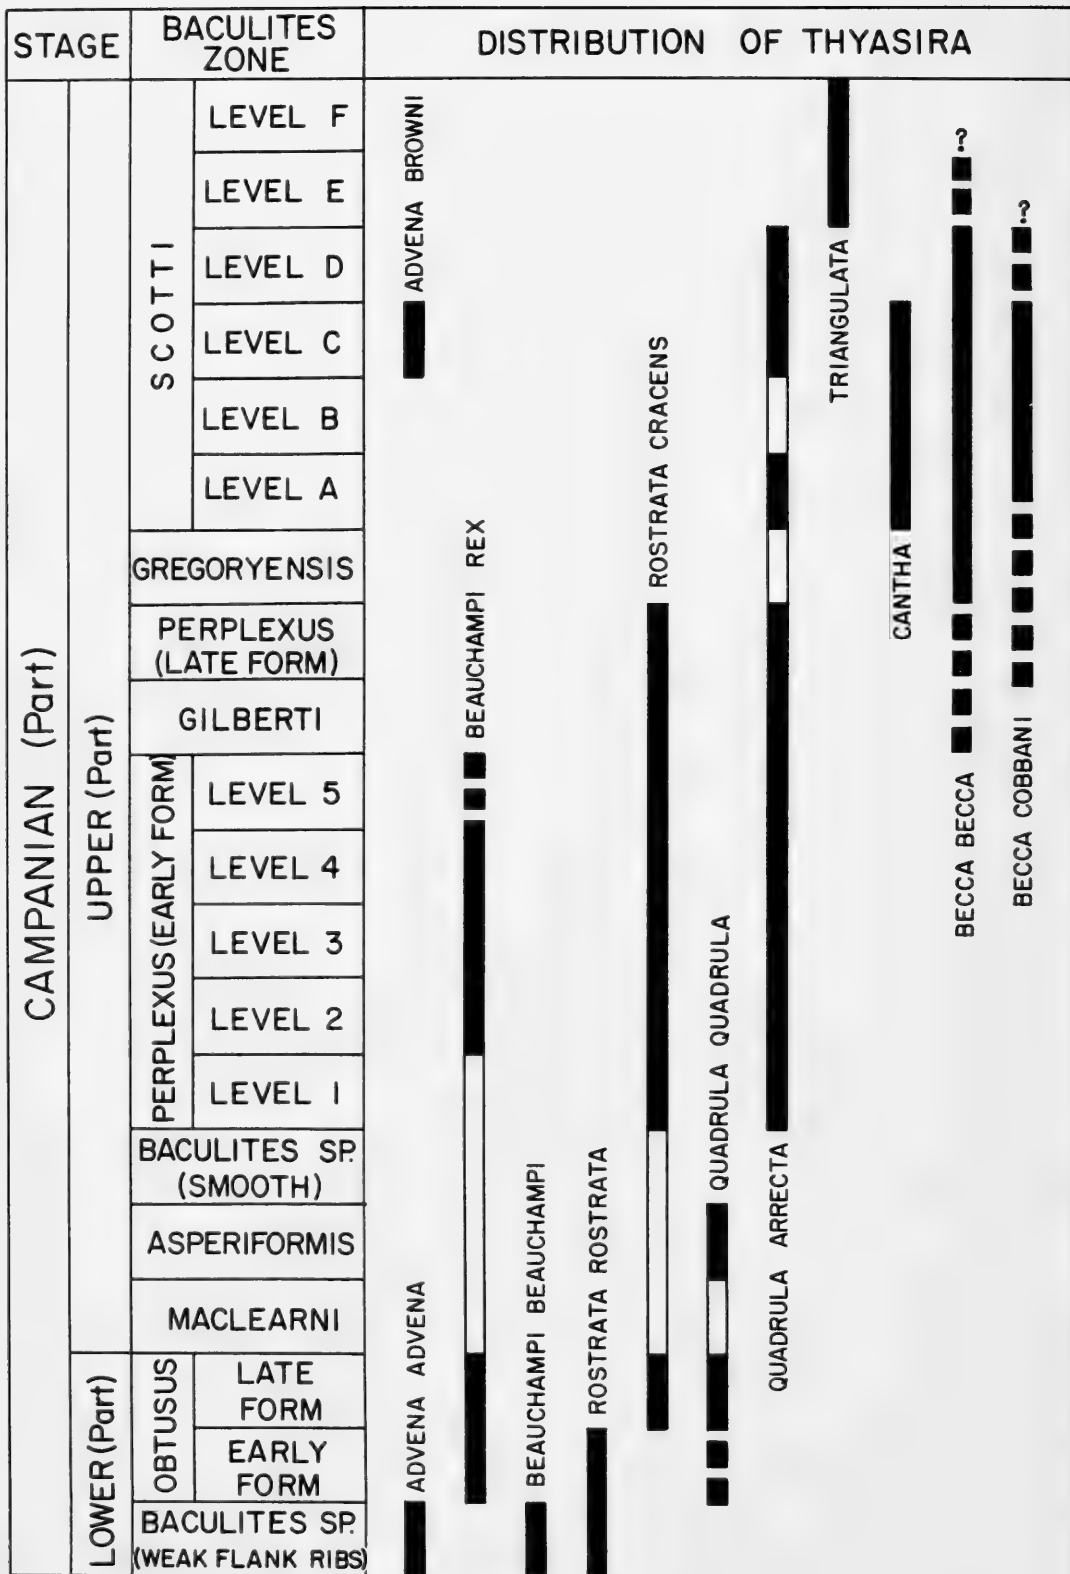 STAGE
BACULITES
ZONE
DISTRIBUTION OF THYASIRA
CAMPANIAN (Part)
UPPER (Part)
LOWER (Part)
SCOTTI
LEVEL F
LEVEL E
LEVEL D
LEVEL C
LEVEL B
LEVEL A
GREGORYENSIS
PERPLEXUS
(LATE FORM)
GILBERTI
PERPLEXUS (EARLY FORM)
LEVEL 5
LEVEL 4
LEVEL 3
LEVEL 2
LEVEL 1
BACULITES SP.
(SMOOTH)
ASPERIFORMIS
MACLEARNI
OBTUSUS
LATE
FORM
EARLY
FORM
BACULITES SP.
(WEAK FLANK RIBS)
ADVENA BROWNI
ADVENA ADVENA
BEAUCHAMPI REX
BEAUCHAMPI BEAUCHAMPI
ROSTRATA ROSTRATA
ROSTRATA CRACENS
QUADRULA QUADRULA
QUADRULA ARRECTA
TRIANGULATA
CANTHA
?
BECCA BECCA
?
BECCA COBBANI